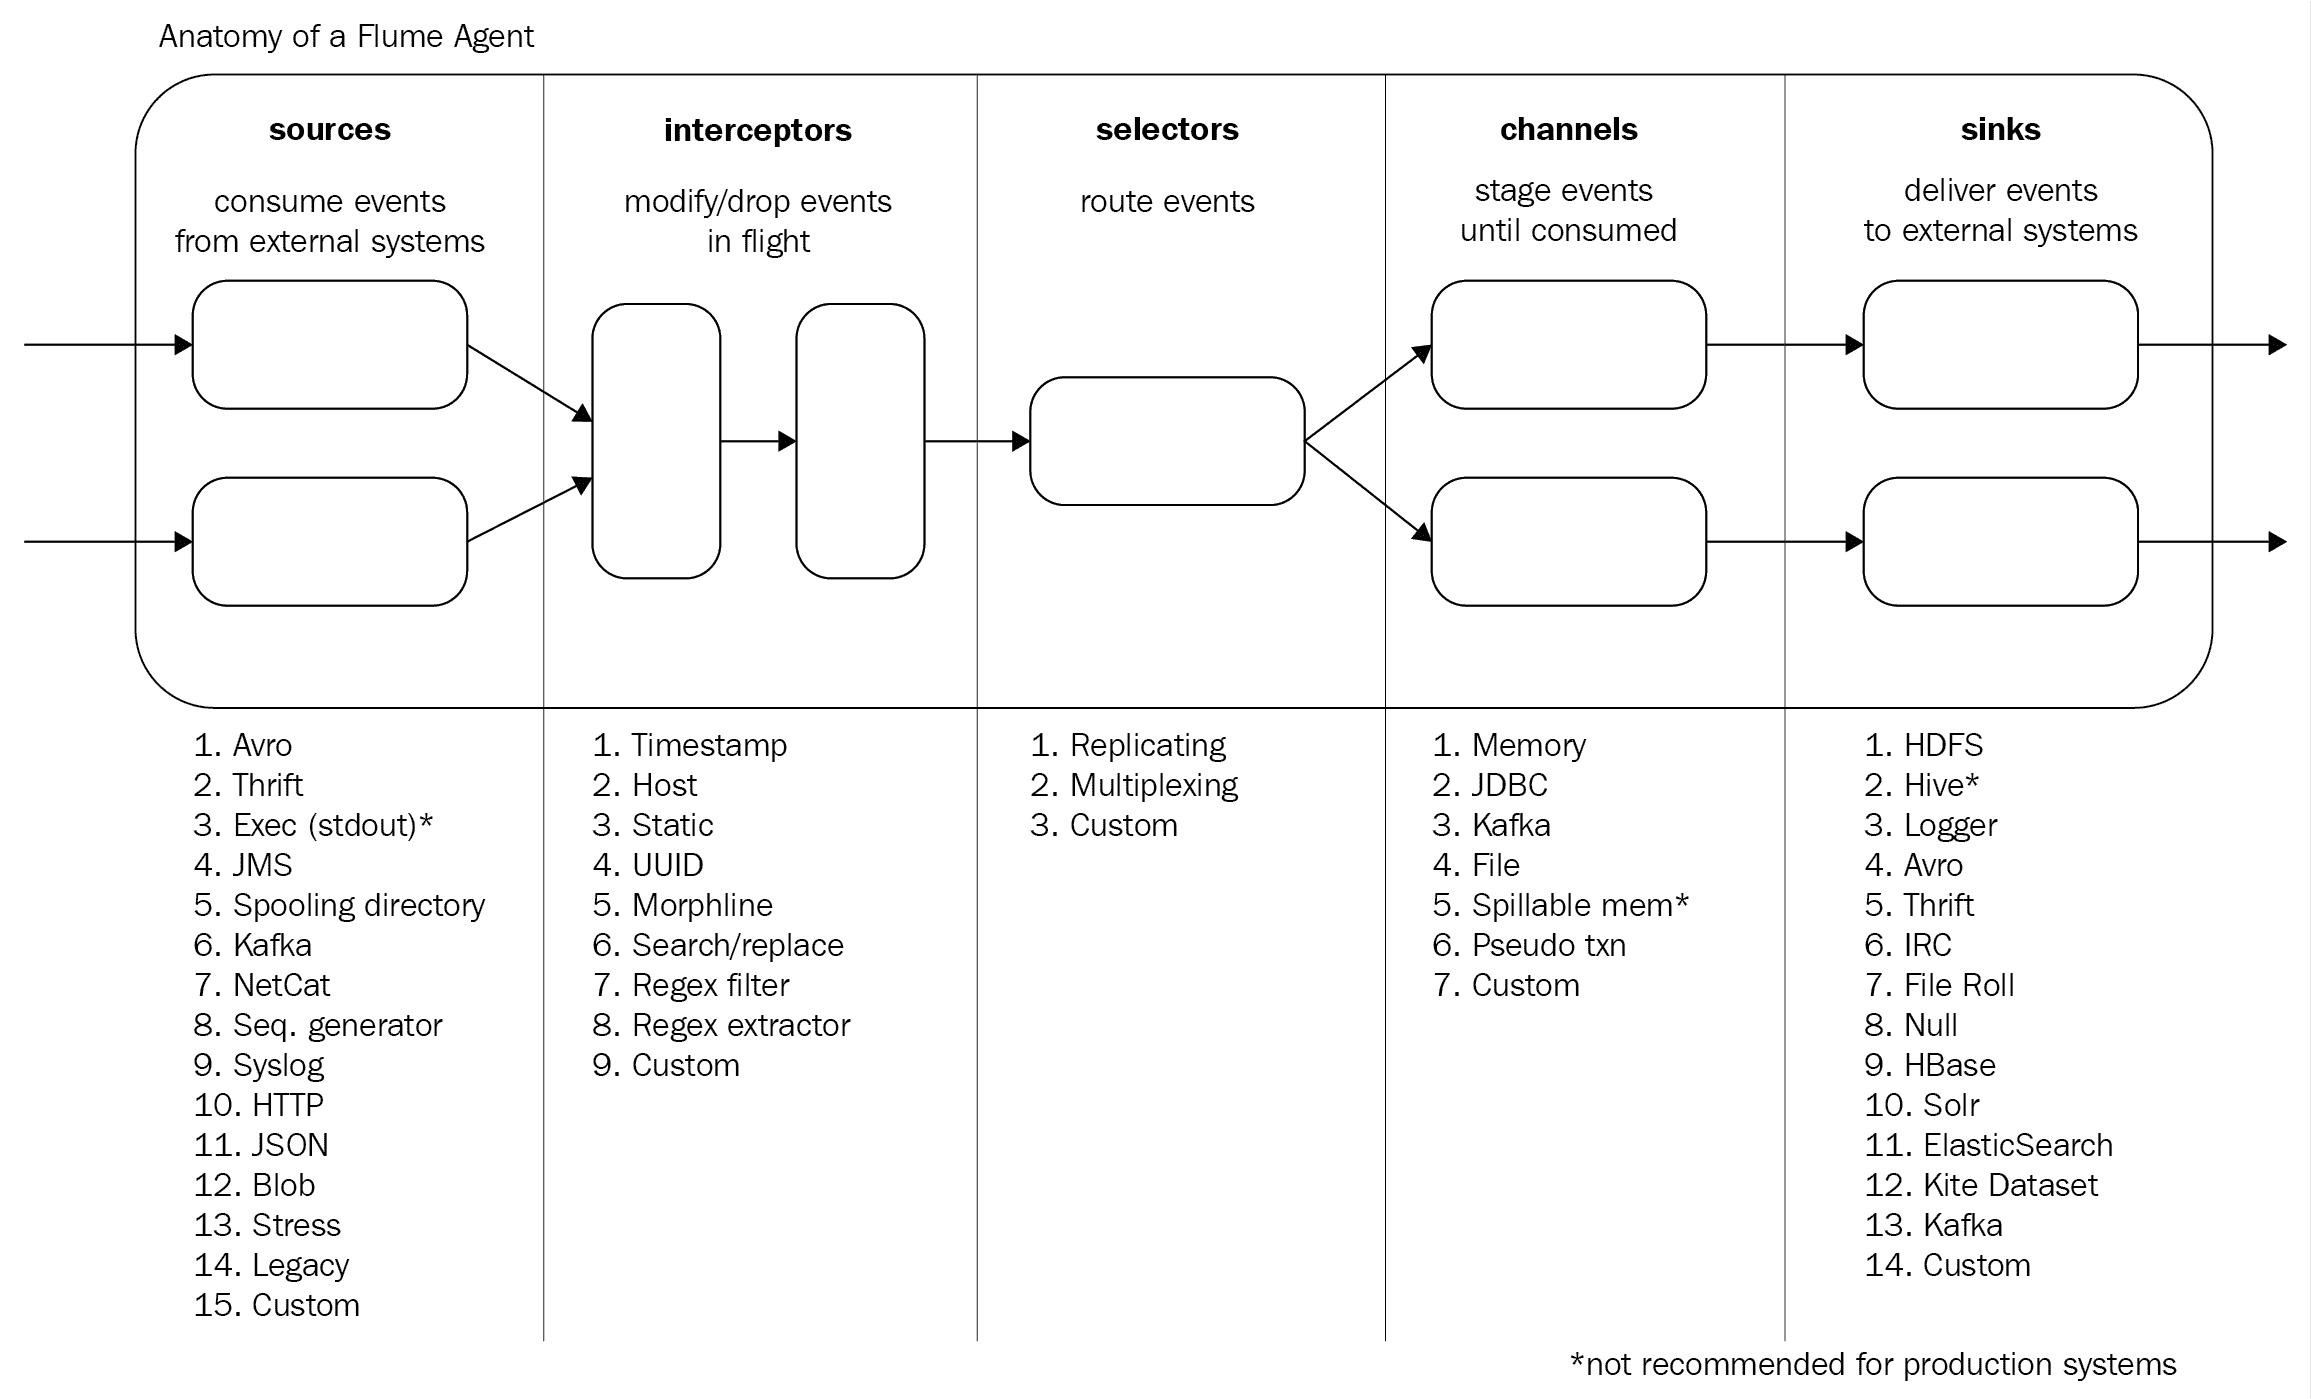 Anatomy of a Flume Agent
sources
consume events
from external systems
interceptors
modify/drop events
in flight
selectors
route events
channels
stage events
until consumed
sinks
deliver events
to external systems
1. Avro
2. Thrift
3. Exec (stdout)*
4. JMS
5. Spooling directory
6. Kafka
7. NetCat
8. Seq. generator
9. Syslog
10. HTTP
11. JSON
12. Blob
13. Stress
14. Legacy
15. Custom
1. Timestamp
2. Host
3. Static
4. UUID
5. Morphline
6. Search/replace
7. Regex filter
8. Regex extractor
9. Custom
1. Replicating
2. Multiplexing
3. Custom
1. Memory
2. JDBC
3. Kafka
4. File
5. Spillable mem*
6. Pseudo txn
7. Custom
1. HDFS
2. Hive*
3. Logger
4. Avro
5. Thrift
6. IRC
7. File Roll
8. Null
9. HBase
10. Solr
11. ElasticSearch
12. Kite Dataset
13. Kafka
14. Custom
*not recommended for production systems